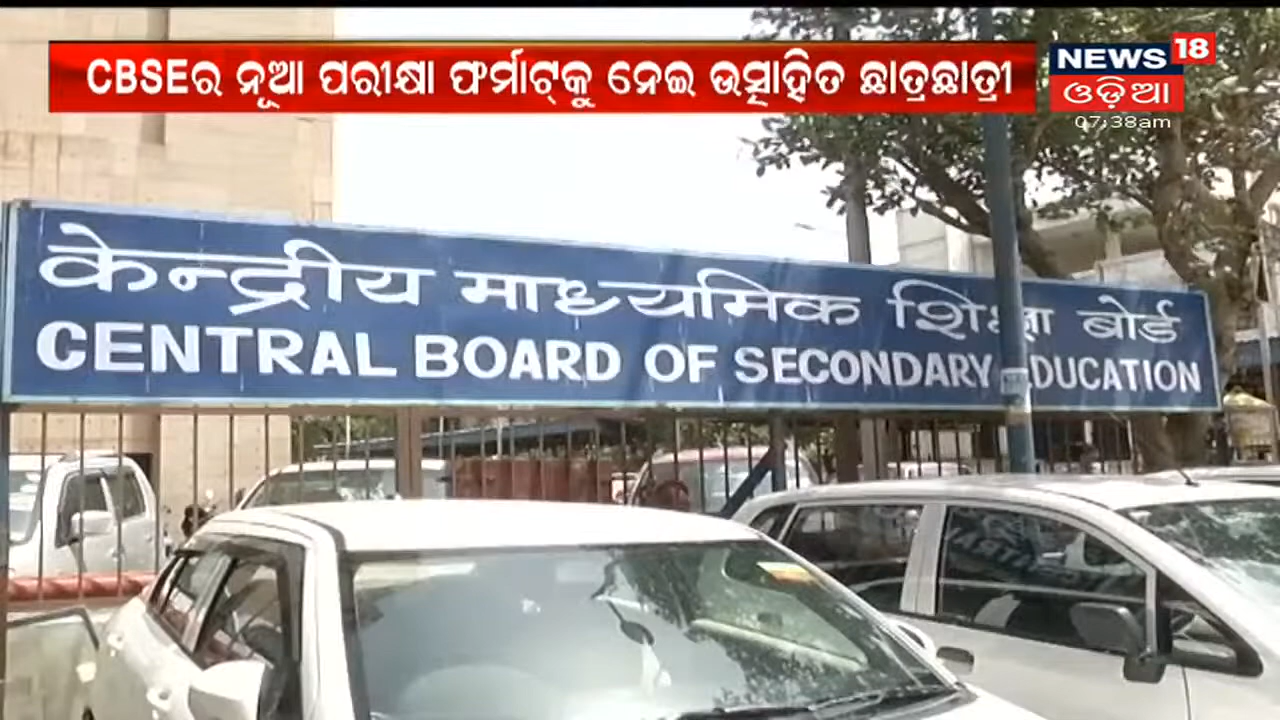 CBSEର ନୂଆ ପରୀକ୍ଷା ଫର୍ମାଟ୍‌କୁ ନେଇ ଉତ୍ସାହିତ ଛାତ୍ରଛାତ୍ରୀ
NEWS 18
ଓଡ଼ିଆ
07:38am
केन्द्रीय माध्यमिक शिक्षा बोर्ड
CENTRAL BOARD OF SECONDARY EDUCATION